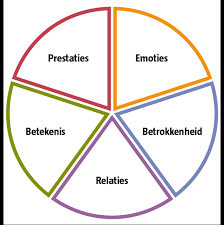 Prestaties
Emoties
Betekenis
Betrokkenheid
Relaties